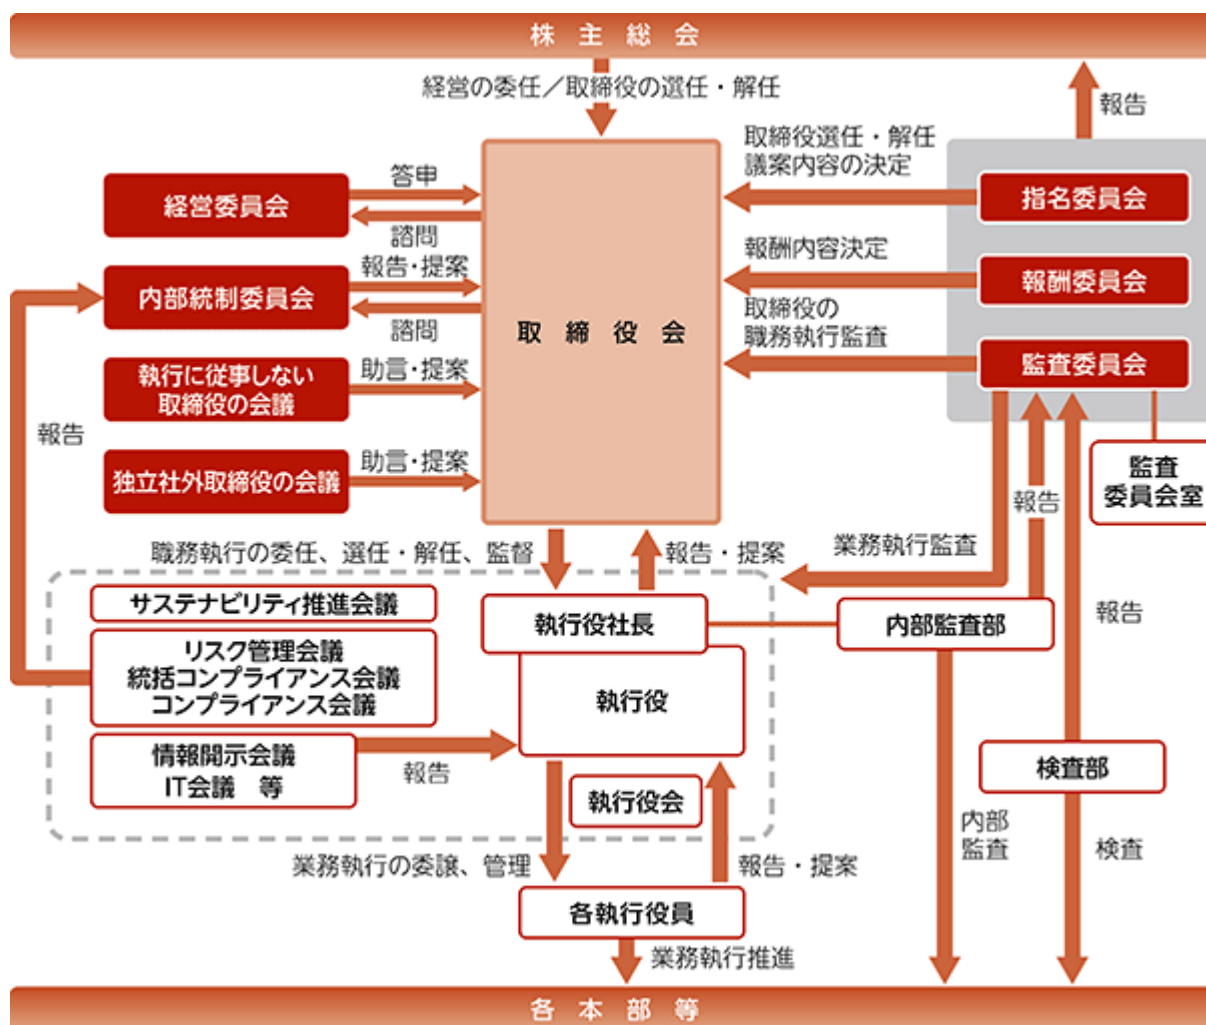 株主総会
経営の委任／取締役の選任・解任
報告
取締役選任・解任
議案内容の決定
指名委員会
経営委員会
答申
諮問
報酬内容決定
報酬委員会
報告・提案
内部統制委員会
諮問
取締役会
取締役の
職務執行監査
監査委員会
執行に従事しない
取締役の会議
助言・提案
報告
独立社外取締役の会議
助言・提案
監査
委員会室
報告
職務執行の委任、選任・解任、監督
報告・提案
業務執行監査
サステナビリティ推進会議
執行役社長
内部監査部
報告
リスク管理会議
統括コンプライアンス会議
コンプライアンス会議
執行役
情報開示会議
IT会議　等
報告
検査部
執行役会
内部
監査
検査
業務執行の委譲、管理
報告・提案
各執行役員
業務執行推進
各本部等